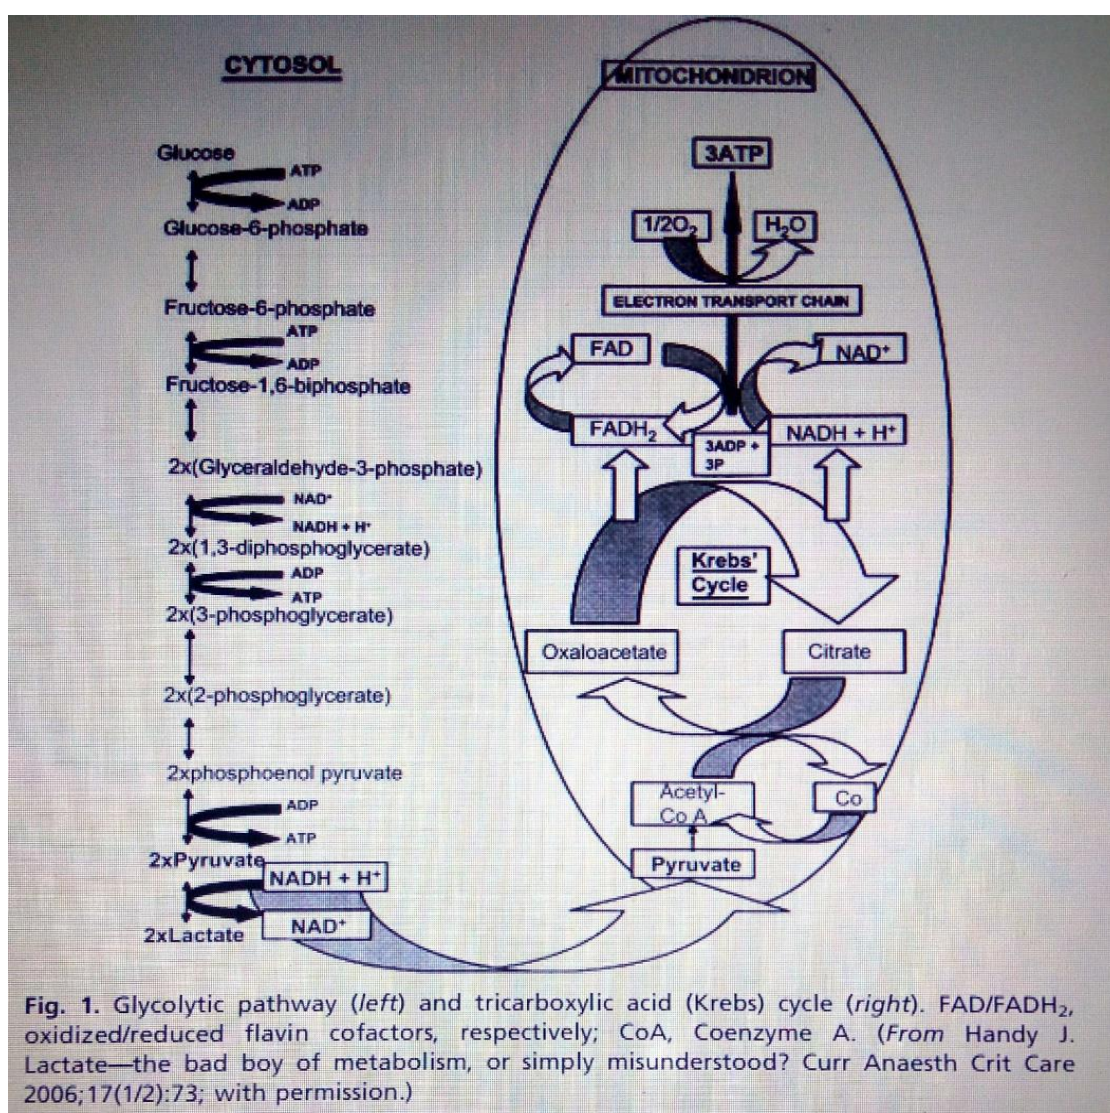 CYTOSOL
Glucose
ATP
ADP
Glucose-6-phosphate
Fructose-6-phosphate
ATP
ADP
Fructose-1,6-biphosphate
2x(Glyceraldehyde-3-phosphate)
NAD⁺
NADH + H⁺
2x(1,3-diphosphoglycerate)
ADP
ATP
2x(3-phosphoglycerate)
2x(2-phosphoglycerate)
2xphosphoenol pyruvate
ADP
ATP
2xPyruvate
NADH + H⁺
NAD⁺
2xLactate
MITOCHONDRION
3ATP
1/2O₂
H₂O
ELECTRON TRANSPORT CHAIN
FAD
NAD⁺
FADH₂
3ADP +
3P
NADH + H⁺
Krebs'
Cycle
Oxaloacetate
Citrate
Acetyl-
Co A
Co
Pyruvate
Fig. 1. Glycolytic pathway (left) and tricarboxylic acid (Krebs) cycle (right). FAD/FADH₂,
oxidized/reduced flavin cofactors, respectively; CoA, Coenzyme A. (From Handy J.
Lactate—the bad boy of metabolism, or simply misunderstood? Curr Anaesth Crit Care
2006;17(1/2):73; with permission.)